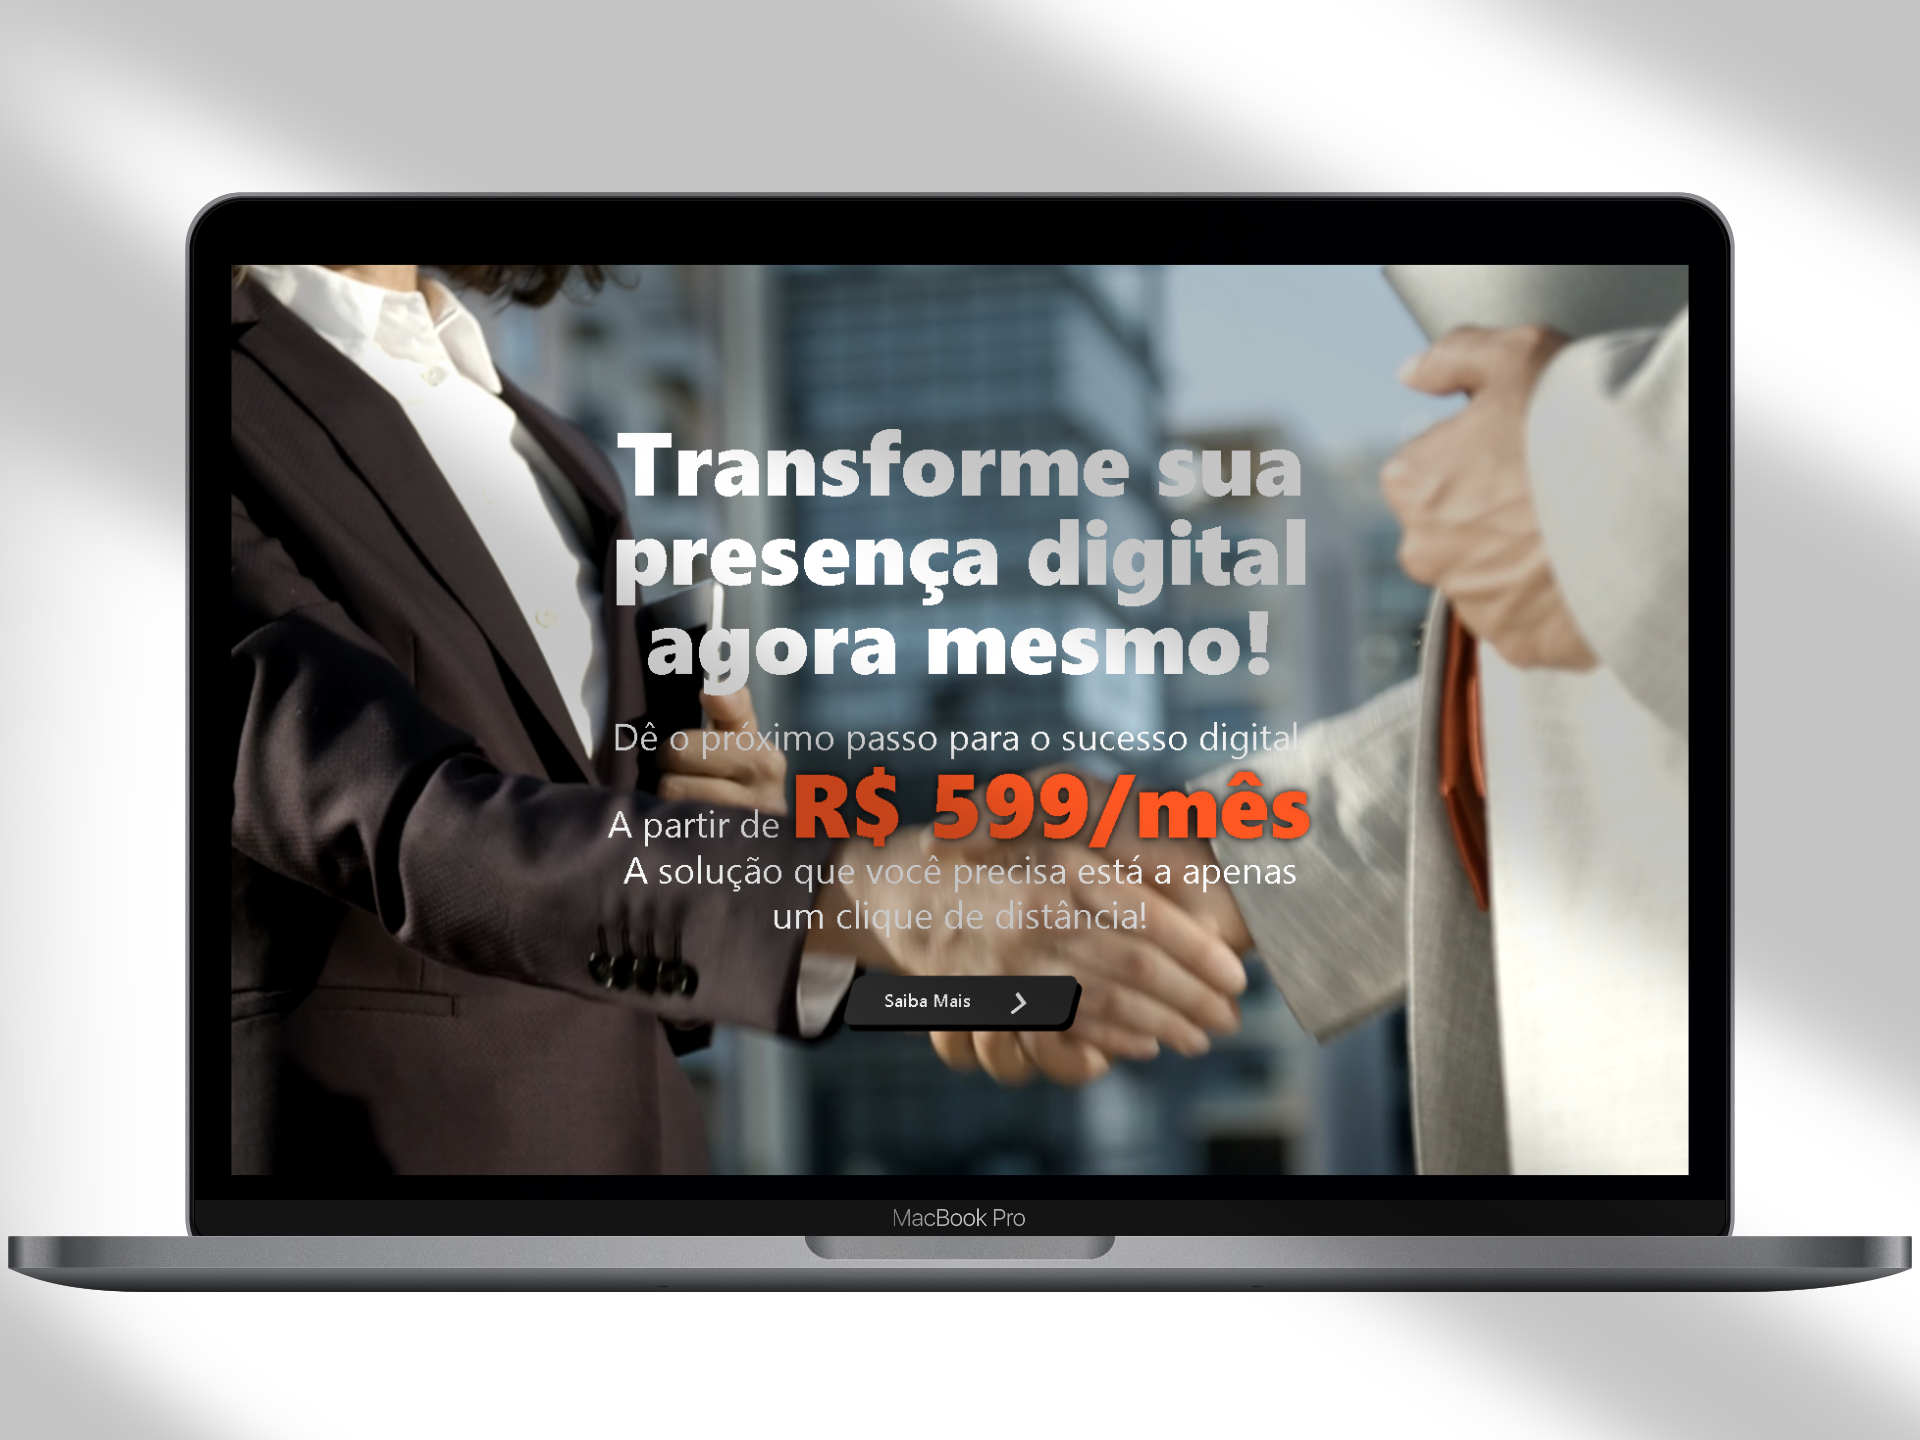 Transforme sua
presença digital
agora mesmo!
Dê o próximo passo para o sucesso digital
A partir de R$ 599/mês
A solução que você precisa está a apenas
um clique de distância!
Saiba Mais
MacBook Pro